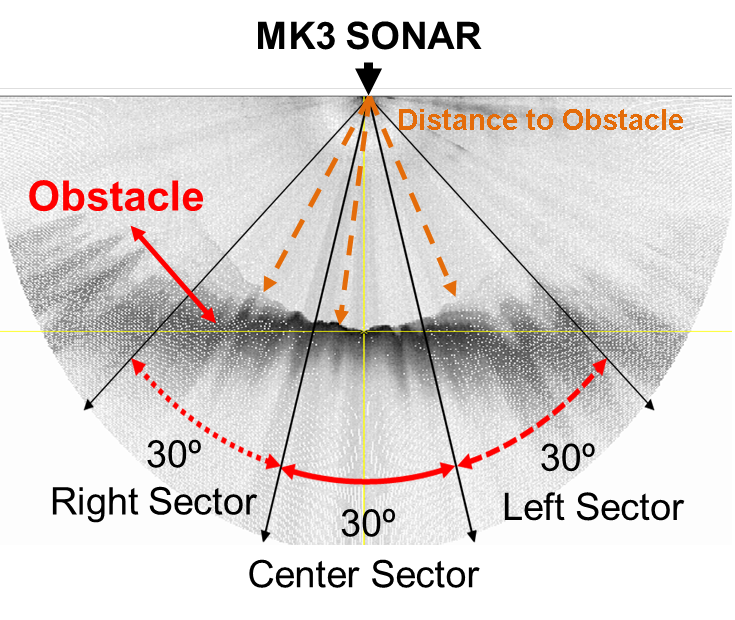 MK3 SONAR
Distance to Obstacle
Obstacle
30º
Right Sector
30º
Left Sector
30º
Center Sector